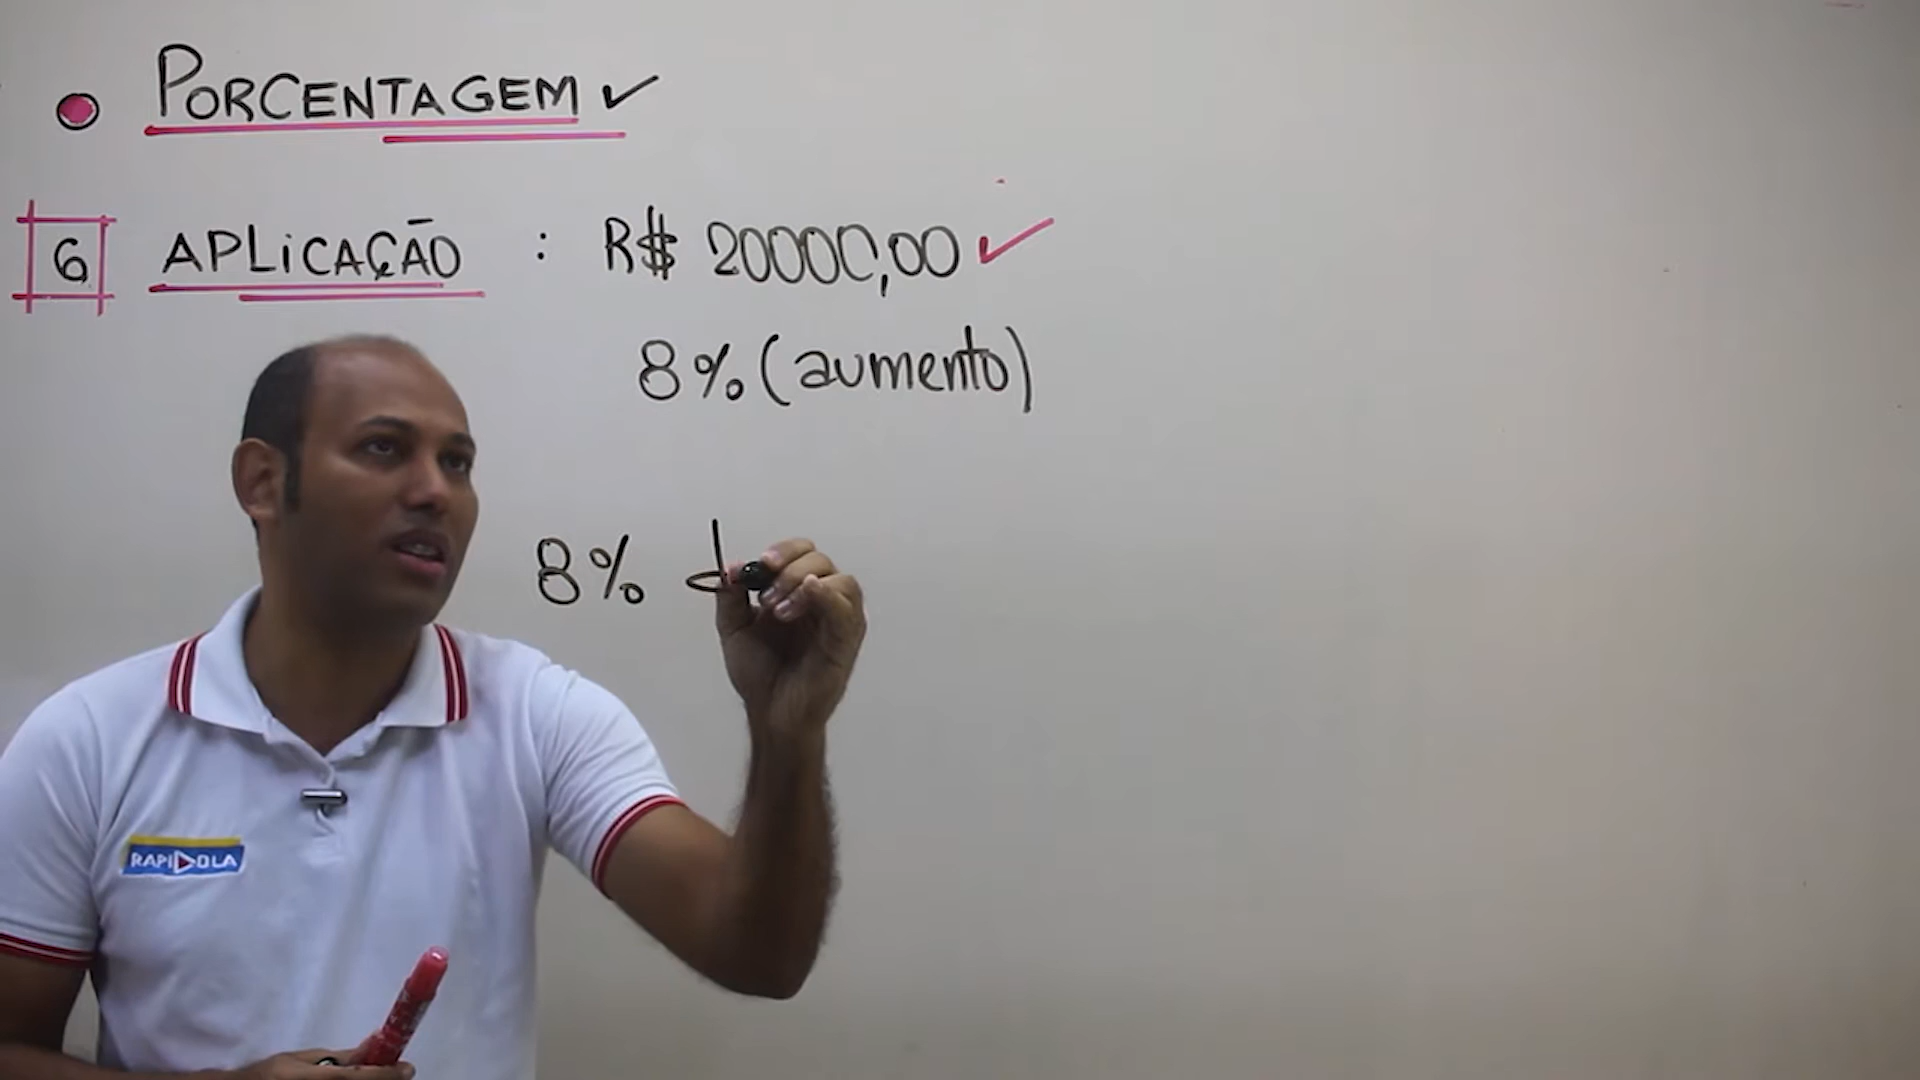 PORCENTAGEM
6 APLICAÇÃO : R$ 20000,00
8% (aumento)
8% d
RAPIDOLA